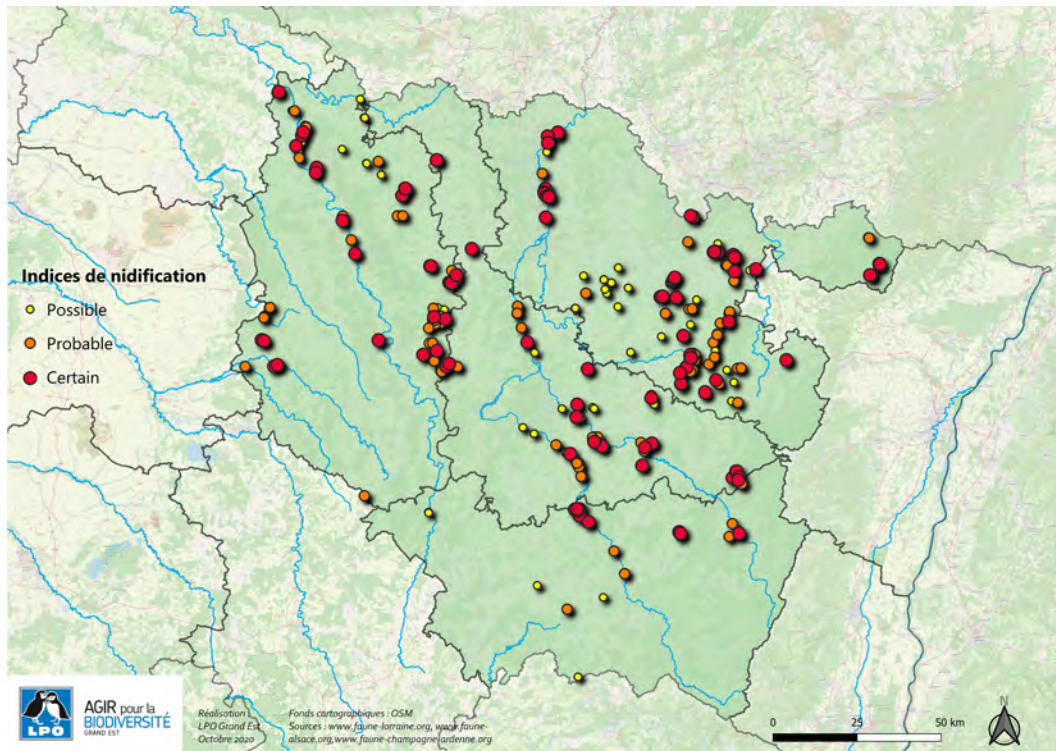 Indices de nidification
Possible
Probable
Certain
N
0 25 50 km
LPO
AGIR pour la
BIODIVERSITÉ
GRAND EST
Réalisation :
LPO Grand Est
Octobre 2020
Fonds cartographiques : OSM
Sources : www.faune-lorraine.org, www.faune-
alsace.org,www.faune-champagne-ardenne.org